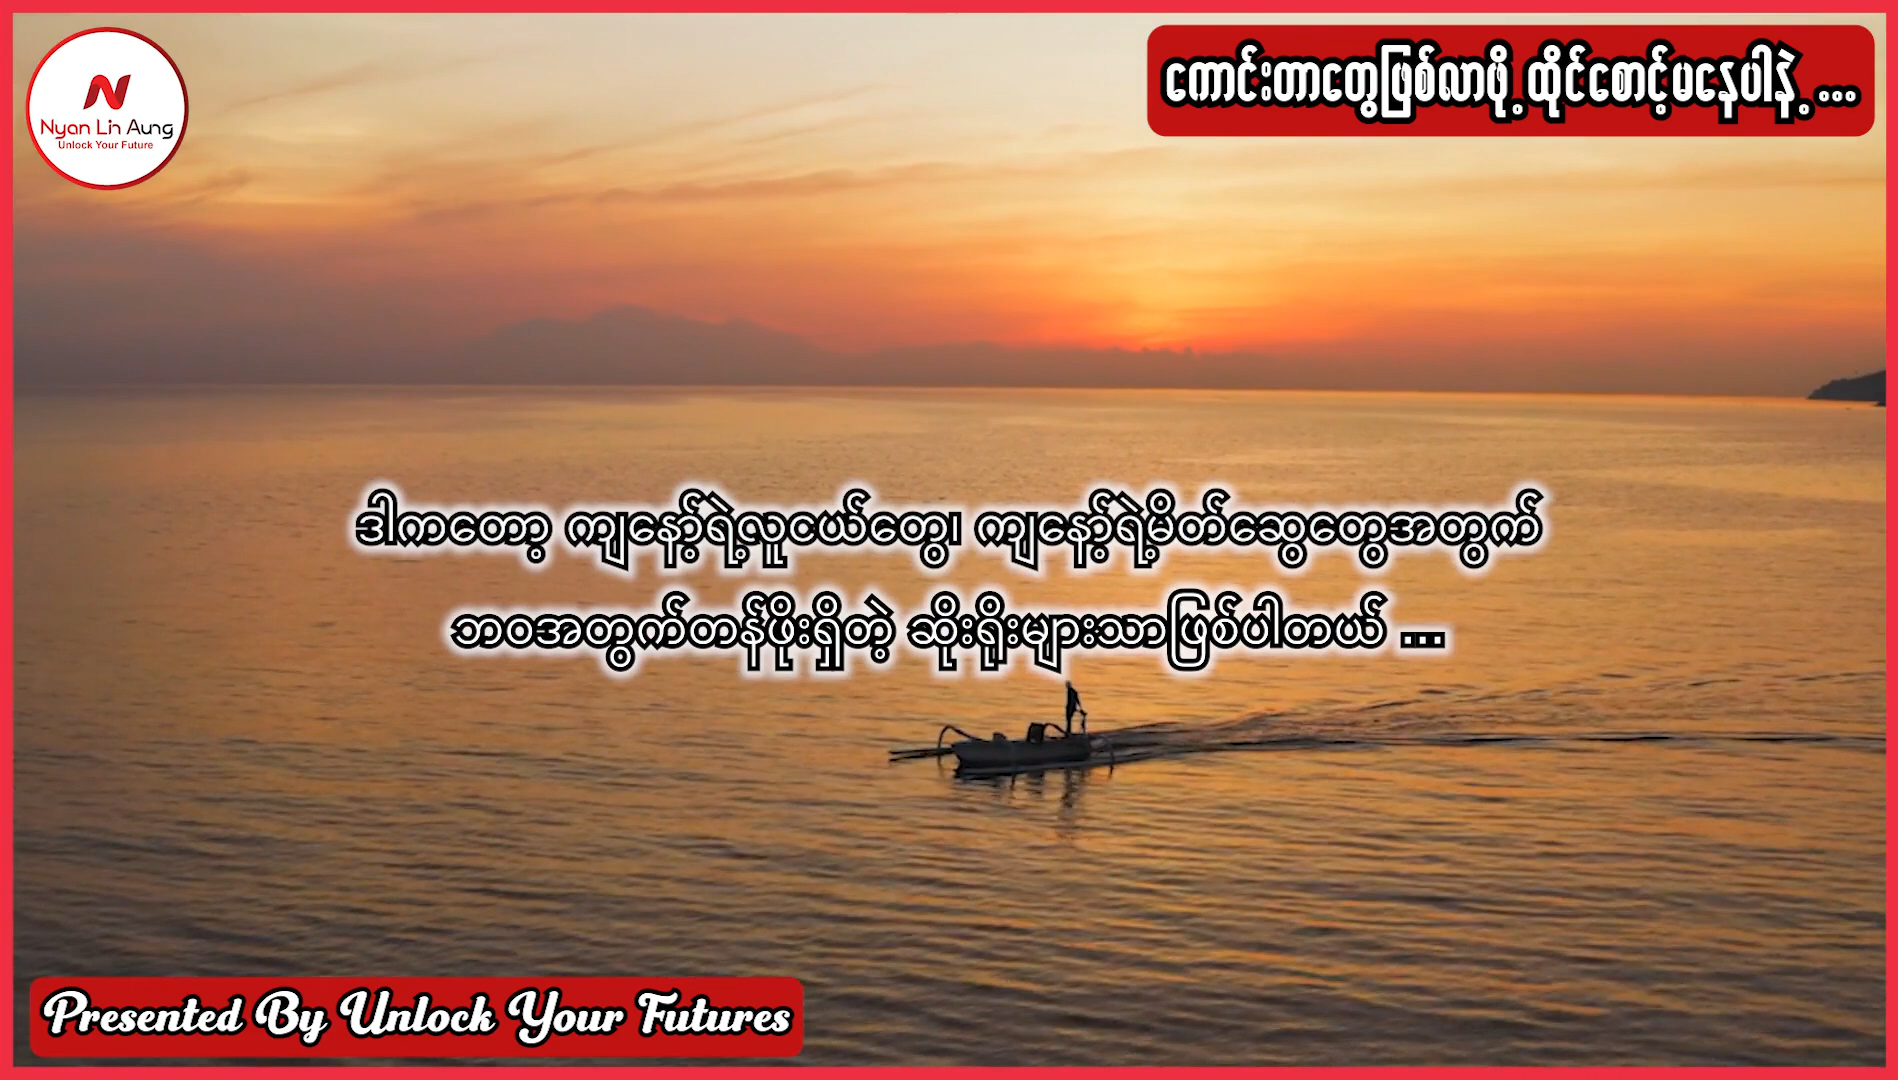 Nyan Lin Aung
Unlock Your Future
ကောင်းတာတွေဖြစ်လာဖို့ ထိုင်စောင့်မနေပါနဲ့ ...
ဒါကတော့ ကျနော့်ရဲ့လူငယ်တွေ၊ ကျနော့်ရဲ့မိတ်ဆွေတွေအတွက်
ဘဝအတွက်တန်ဖိုးရှိတဲ့ ဆိုးရိုးများသာဖြစ်ပါတယ် ...
Presented By Unlock Your Futures